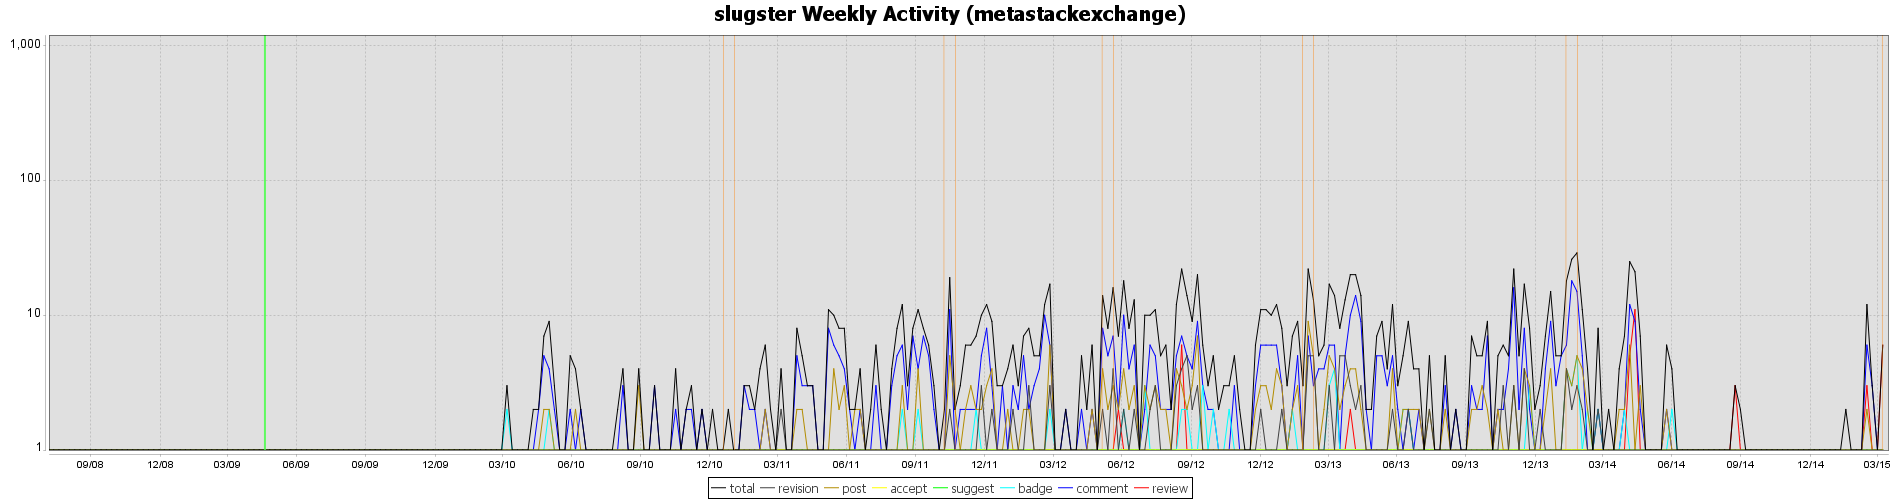 slugster Weekly Activity (metastackexchange)
1,000
100
10
1
09/08 12/08 03/09 06/09 09/09 12/09 03/10 06/10 09/10 12/10 03/11 06/11 09/11 12/11 03/12 06/12 09/12 12/12 03/13 06/13 09/13 12/13 03/14 06/14 09/14 12/14 03/15
total revision post accept suggest badge comment review